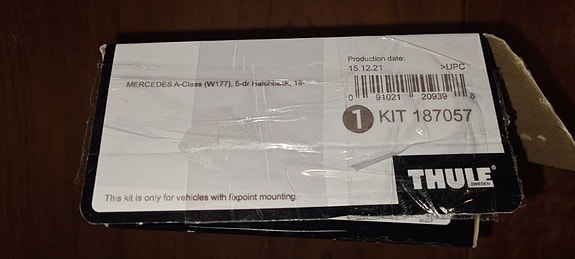 Production date:
15.12.21 >UPC
MERCEDES A-Class (W177), 5-dr Hatchback, 18-
0 91021 20939 8
1 KIT 187057
THULE®
SWEDEN
This kit is only for vehicles with fixpoint mounting.